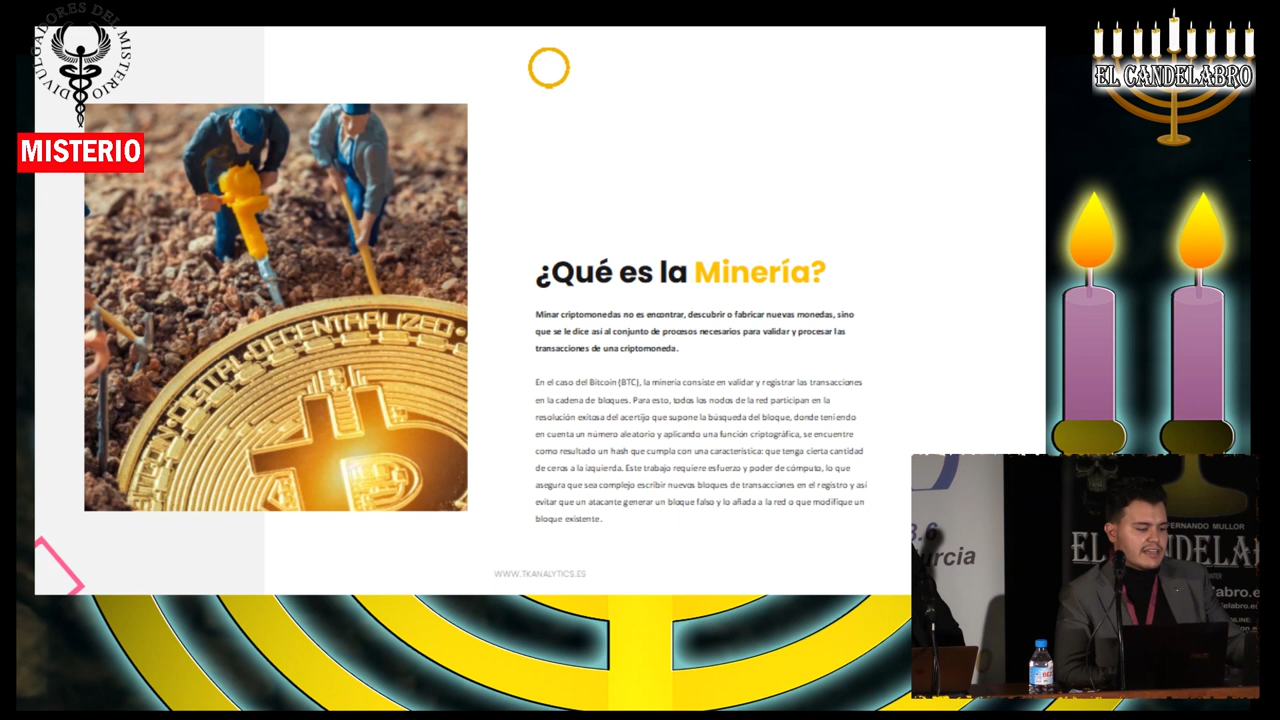 DIVULGADORES DEL MISTERIO
MISTERIO
EL CANDELABRO
DIGITAL•DECENTRALIZED•
¿Qué es la Minería?
Minar criptomonedas no es encontrar, descubrir o fabricar nuevas monedas, sino
que se le dice así al conjunto de procesos necesarios para validar y procesar las
transacciones de una criptomoneda.
En el caso del Bitcoin (BTC), la minería consiste en validar y registrar las transacciones
en la cadena de bloques. Para esto, todos los nodos de la red participan en la
resolución exitosa del acertijo que supone la búsqueda del bloque, donde teniendo
en cuenta un número aleatorio y aplicando una función criptográfica, se encuentre
como resultado un hash que cumpla con una característica: que tenga cierta cantidad
de ceros a la izquierda. Este trabajo requiere esfuerzo y poder de cómputo, lo que
asegura que sea complejo escribir nuevos bloques de transacciones en el registro y así
evitar que un atacante generar un bloque falso y lo añada a la red o que modifique un
bloque existente.
WWW.TKANALYTICS.ES
FERNANDO MULLOR